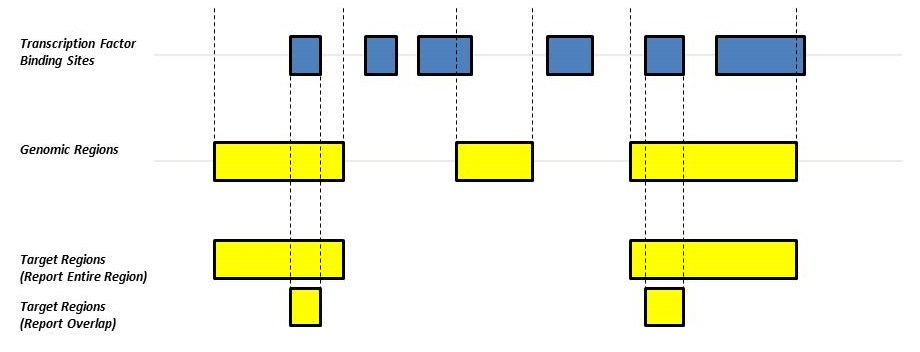 Transcription Factor
Binding Sites
Genomic Regions
Target Regions
(Report Entire Region)
Target Regions
(Report Overlap)